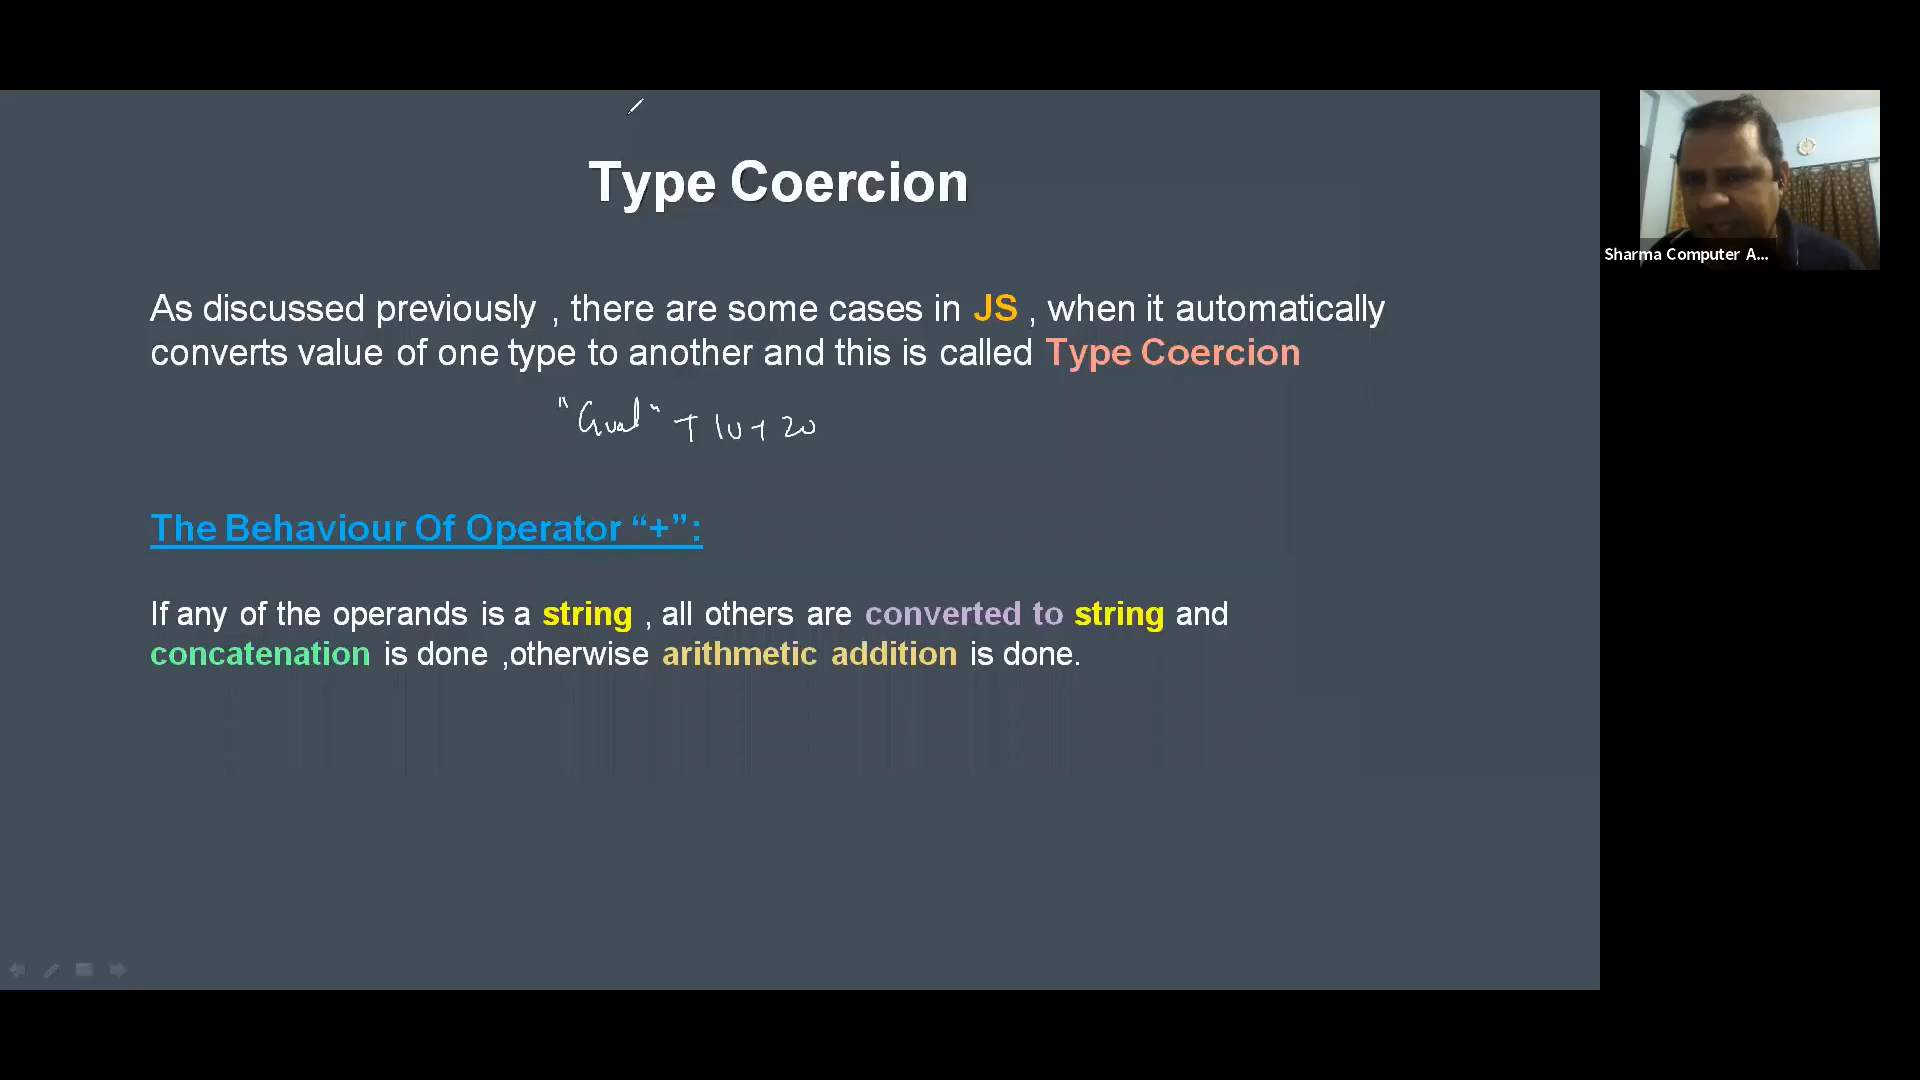 Type Coercion
Sharma Computer A...
As discussed previously , there are some cases in JS , when it automatically
converts value of one type to another and this is called Type Coercion
+ 10 + 20
The Behaviour Of Operator “+”:
If any of the operands is a string , all others are converted to string and
concatenation is done ,otherwise arithmetic addition is done.